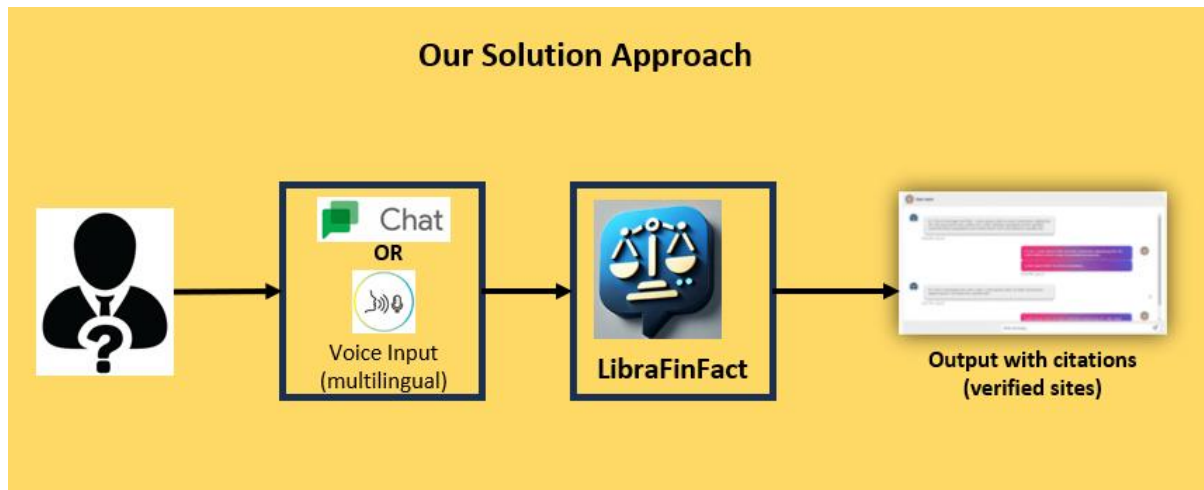 Our Solution Approach
Chat
OR
Voice Input
(multilingual)
LibraFinFact
Output with citations
(verified sites)